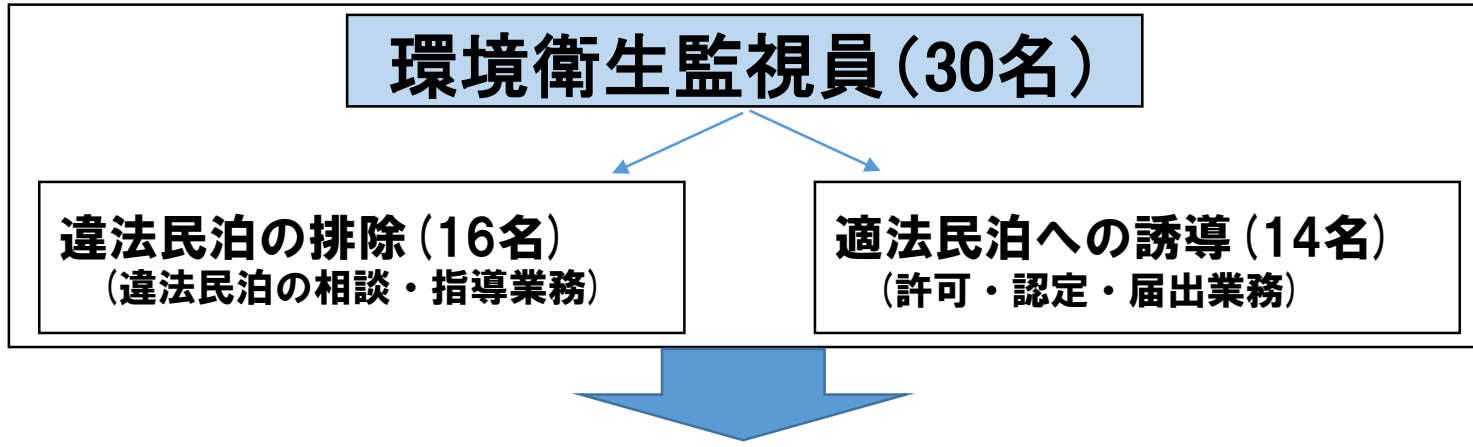 環境衛生監視員(30名)
違法民泊の排除(16名)
(違法民泊の相談・指導業務)
適法民泊への誘導(14名)
(許可・認定・届出業務)